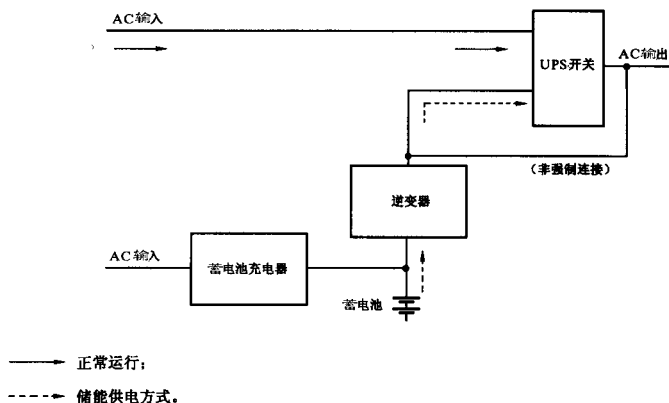 AC输入
UPS开关
AC输出
(非强制连接)
逆变器
AC输入
蓄电池充电器
蓄电池
正常运行;
储能供电方式。